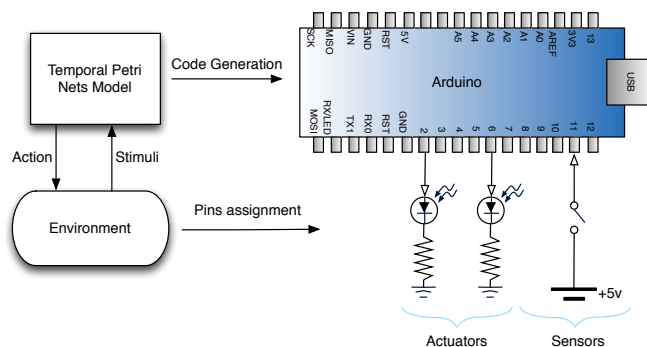 SCK
MISO
VIN
GND
RST
5V
A5
A4
A3
A2
A1
A0
AREF
3V3
13
Temporal Petri
Nets Model
Code Generation
Arduino
USB
MOSI
RX/LED
TX1
RX0
RST
GND
2
3
4
5
6
7
8
9
10
11
12
Action
Stimuli
Environment
Pins assignment
+5v
Actuators
Sensors